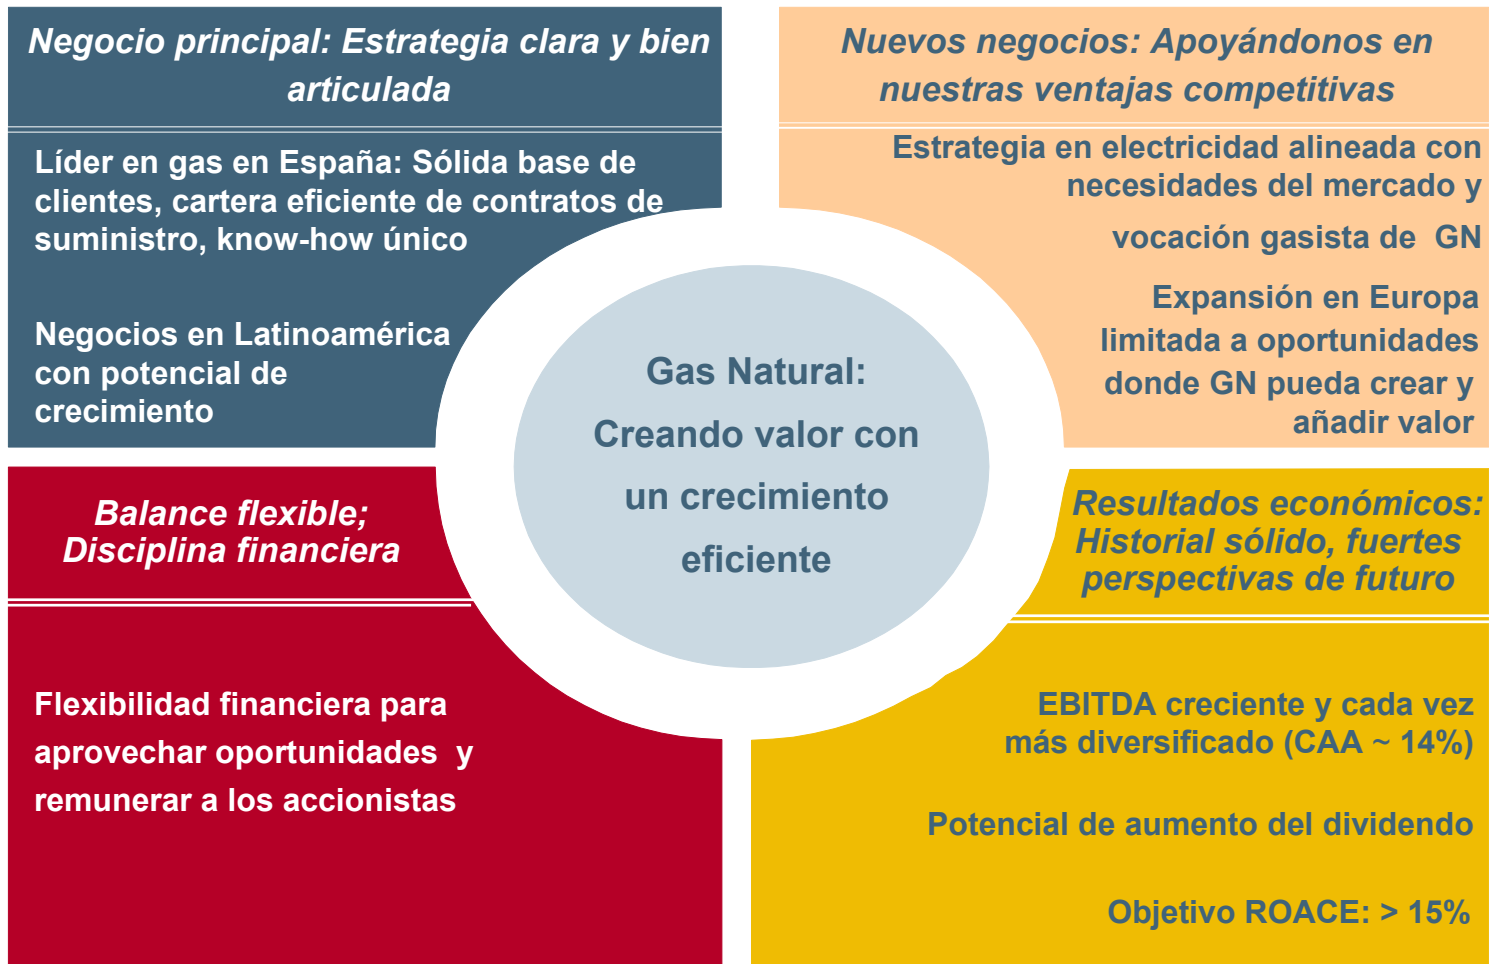 Negocio principal: Estrategia clara y bien
articulada
Líder en gas en España: Sólida base de
clientes, cartera eficiente de contratos de
suministro, know-how único
Negocios en Latinoamérica
con potencial de
crecimiento
Nuevos negocios: Apoyándonos en
nuestras ventajas competitivas
Estrategia en electricidad alineada con
necesidades del mercado y
vocación gasista de GN
Expansión en Europa
limitada a oportunidades
donde GN pueda crear y
añadir valor
Gas Natural:
Creando valor con
un crecimiento
eficiente
Balance flexible;
Disciplina financiera
Flexibilidad financiera para
aprovechar oportunidades y
remunerar a los accionistas
Resultados económicos:
Historial sólido, fuertes
perspectivas de futuro
EBITDA creciente y cada vez
más diversificado (CAA ~ 14%)
Potencial de aumento del dividendo
Objetivo ROACE: > 15%